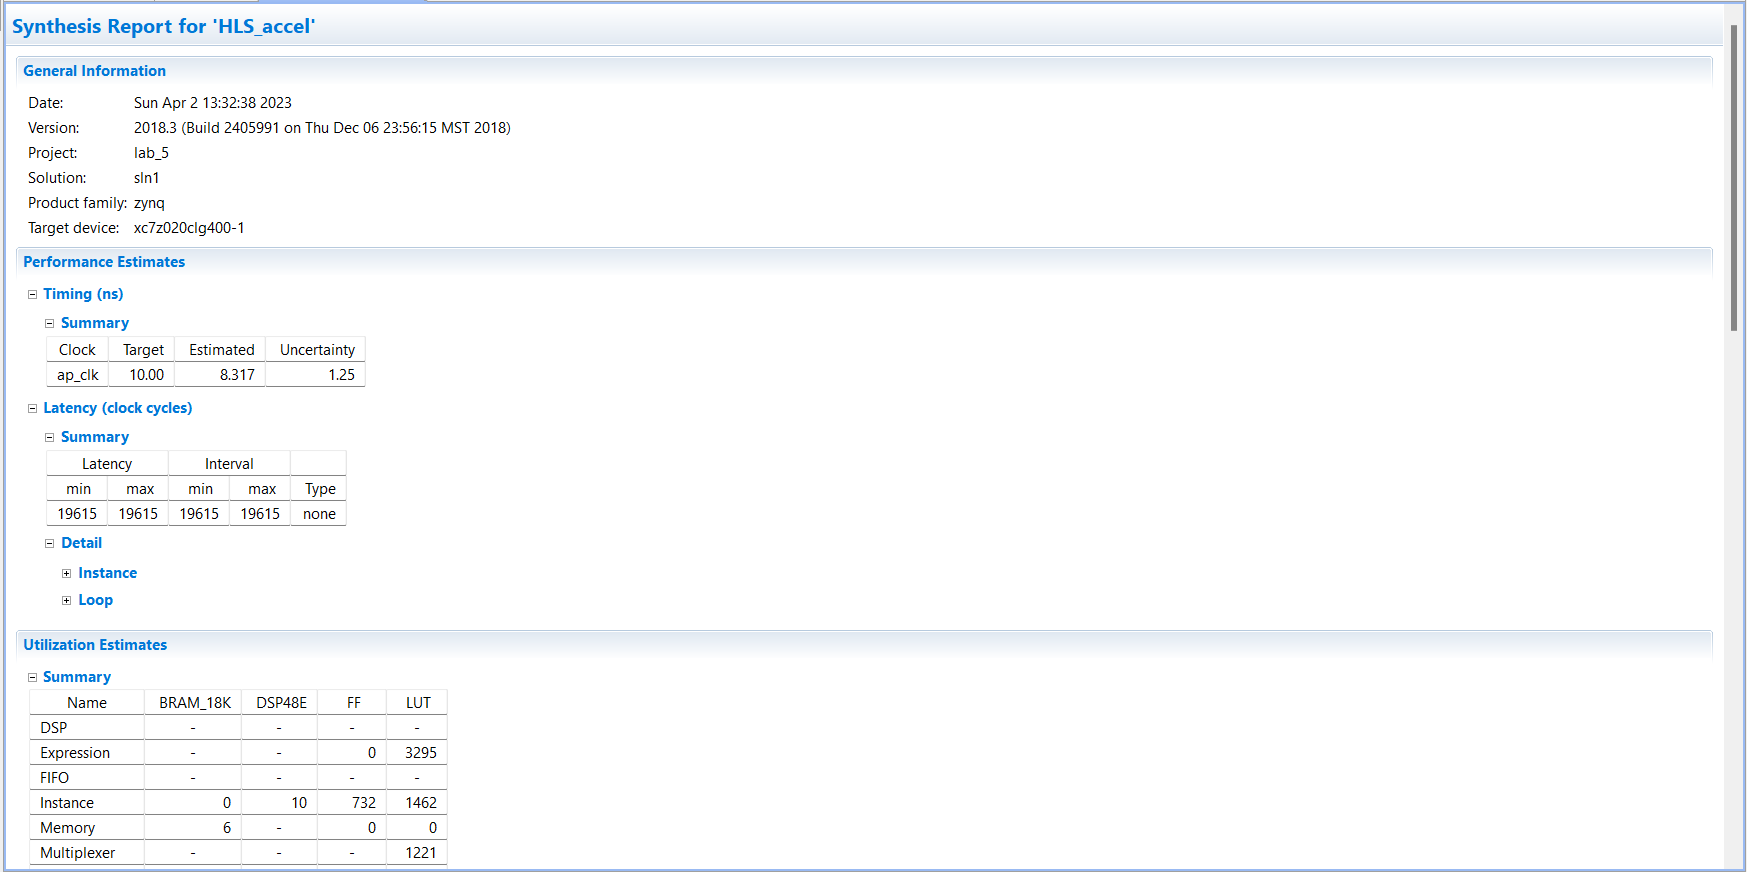 Synthesis Report for 'HLS_accel'
General Information
Date: Sun Apr 2 13:32:38 2023
Version: 2018.3 (Build 2405991 on Thu Dec 06 23:56:15 MST 2018)
Project: lab_5
Solution: sln1
Product family: zynq
Target device: xc7z020clg400-1
Performance Estimates
Timing (ns)
Summary
Clock Target Estimated Uncertainty
ap_clk 10.00 8.317 1.25
Latency (clock cycles)
Summary
Latency Interval
min max min max Type
19615 19615 19615 19615 none
Detail
Instance
Loop
Utilization Estimates
Summary
Name BRAM_18K DSP48E FF LUT
DSP - - - -
Expression - - 0 3295
FIFO - - - -
Instance 0 10 732 1462
Memory 6 - 0 0
Multiplexer - - - 1221